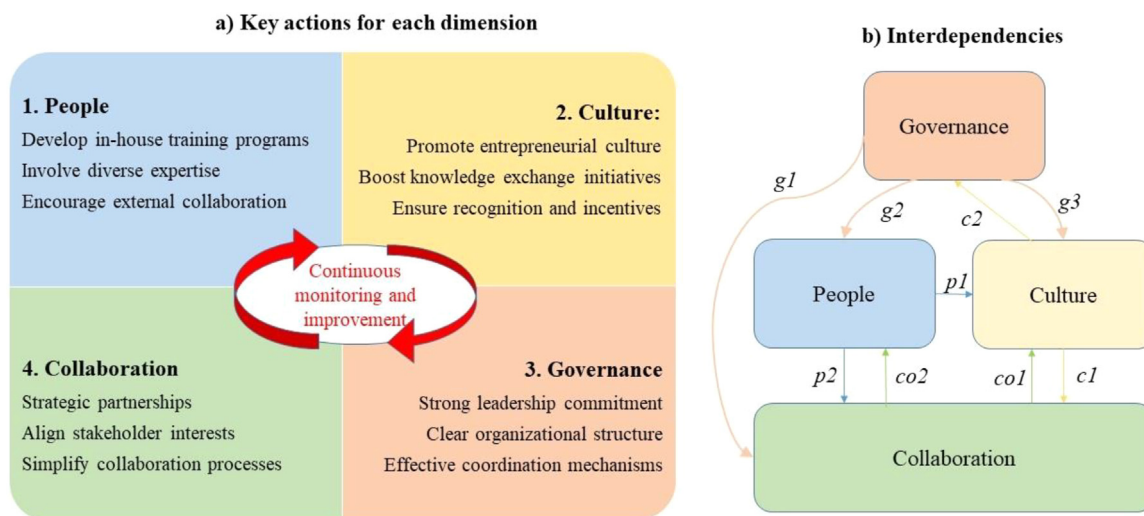 a) Key actions for each dimension
1. People
Develop in-house training programs
Involve diverse expertise
Encourage external collaboration
2. Culture:
Promote entrepreneurial culture
Boost knowledge exchange initiatives
Ensure recognition and incentives
Continuous
monitoring and
improvement
4. Collaboration
Strategic partnerships
Align stakeholder interests
Simplify collaboration processes
3. Governance
Strong leadership commitment
Clear organizational structure
Effective coordination mechanisms
b) Interdependencies
Governance
g1
g2
c2
g3
People
p1
Culture
p2
co2
co1
c1
Collaboration